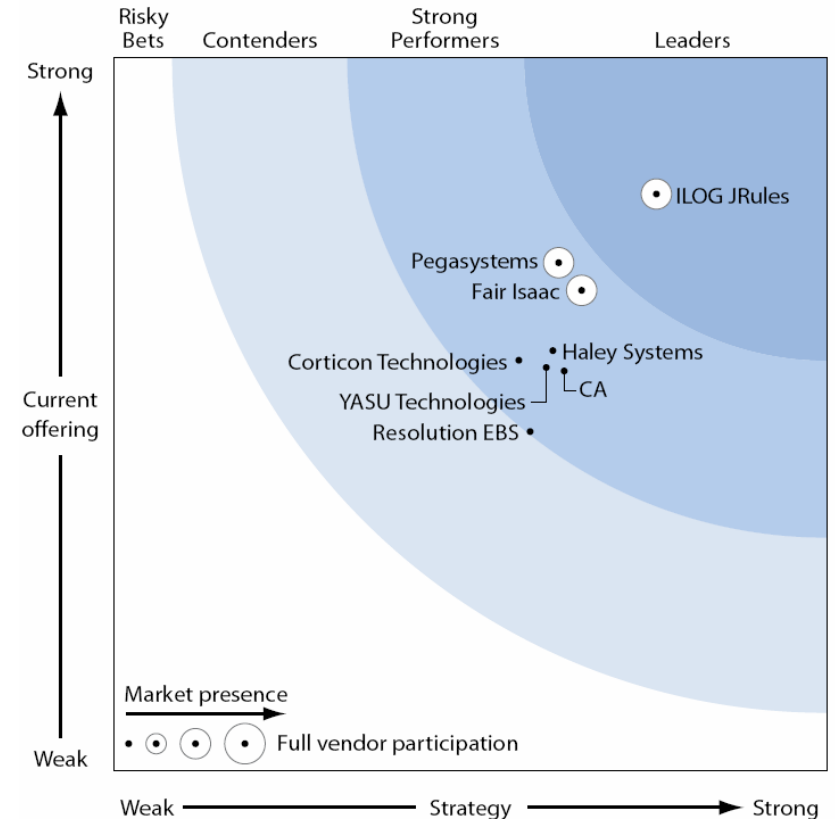 Risky
Bets
Contenders
Strong
Performers
Leaders
Strong
ILOG JRules
Pegasystems
Fair Isaac
Haley Systems
Corticon Technologies
CA
YASU Technologies
Resolution EBS
Current
offering
Market presence
Full vendor participation
Weak
Weak
Strategy
Strong